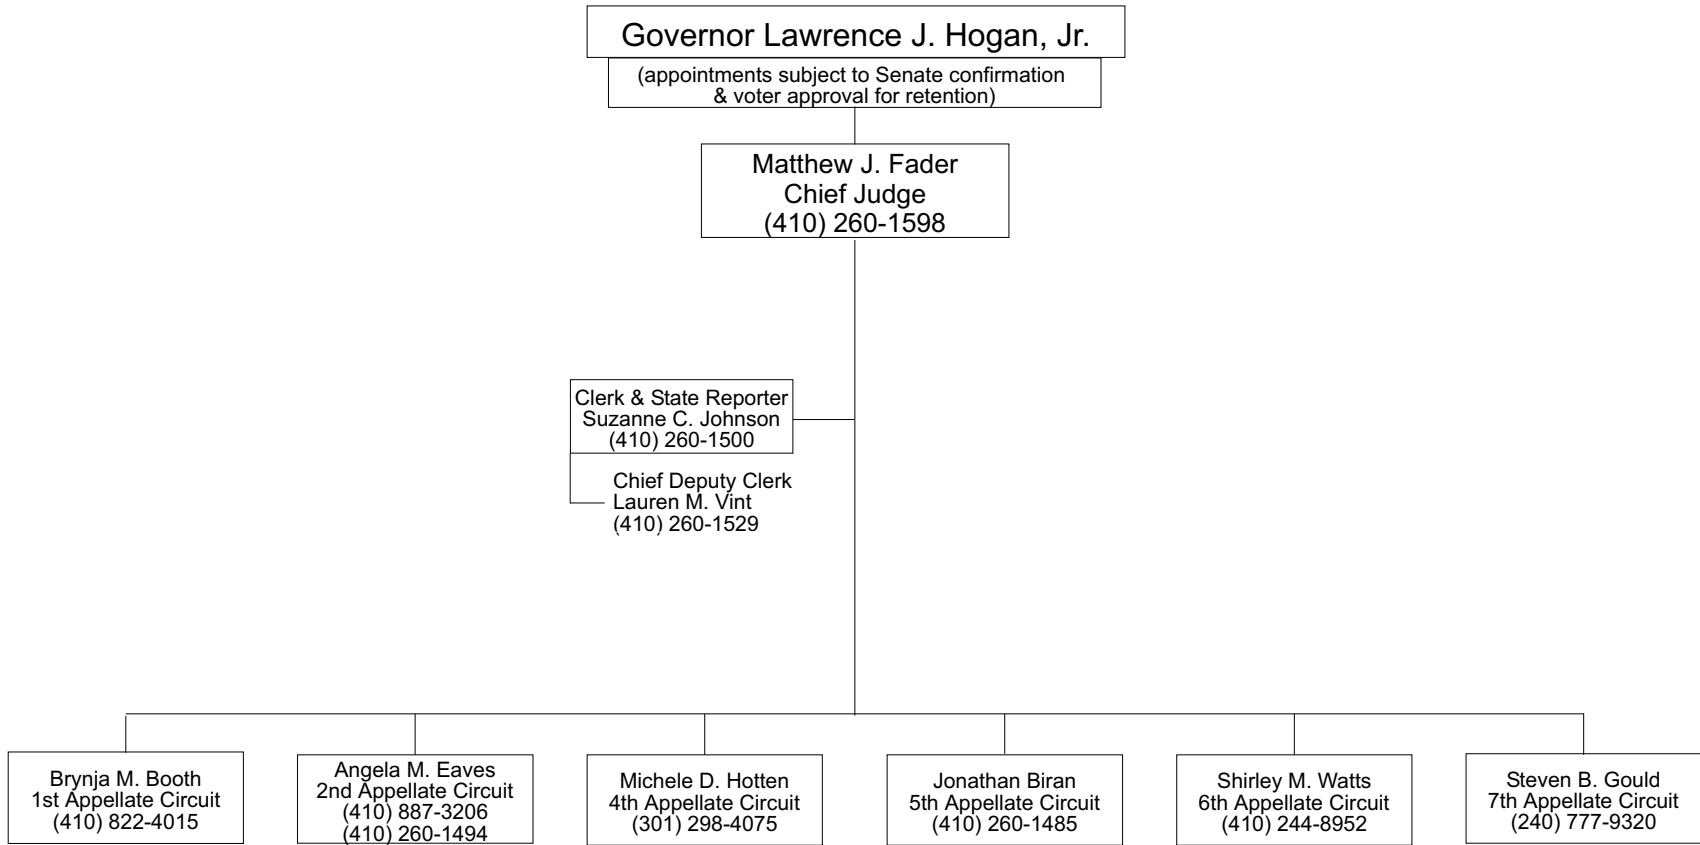 Governor Lawrence J. Hogan, Jr.
(appointments subject to Senate confirmation
& voter approval for retention)
Matthew J. Fader
Chief Judge
(410) 260-1598
Clerk & State Reporter
Suzanne C. Johnson
(410) 260-1500
Chief Deputy Clerk
Lauren M. Vint
(410) 260-1529
Brynja M. Booth
1st Appellate Circuit
(410) 822-4015
Angela M. Eaves
2nd Appellate Circuit
(410) 887-3206
(410) 260-1494
Michele D. Hotten
4th Appellate Circuit
(301) 298-4075
Jonathan Biran
5th Appellate Circuit
(410) 260-1485
Shirley M. Watts
6th Appellate Circuit
(410) 244-8952
Steven B. Gould
7th Appellate Circuit
(240) 777-9320